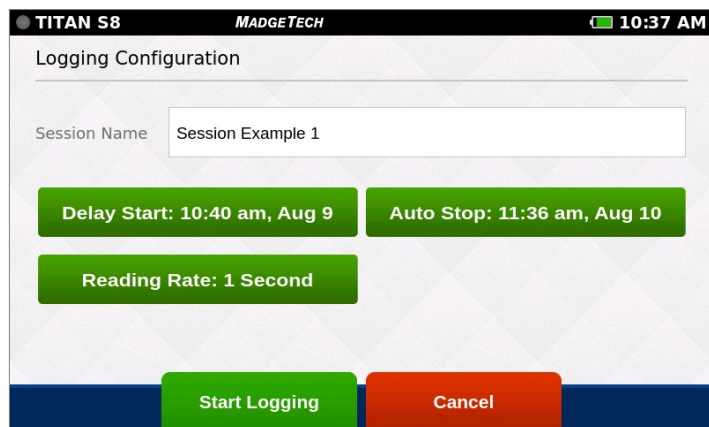 TITAN S8 MADGETECH 10:37 AM
Logging Configuration
Session Name Session Example 1
Delay Start: 10:40 am, Aug 9 Auto Stop: 11:36 am, Aug 10
Reading Rate: 1 Second
Start Logging Cancel